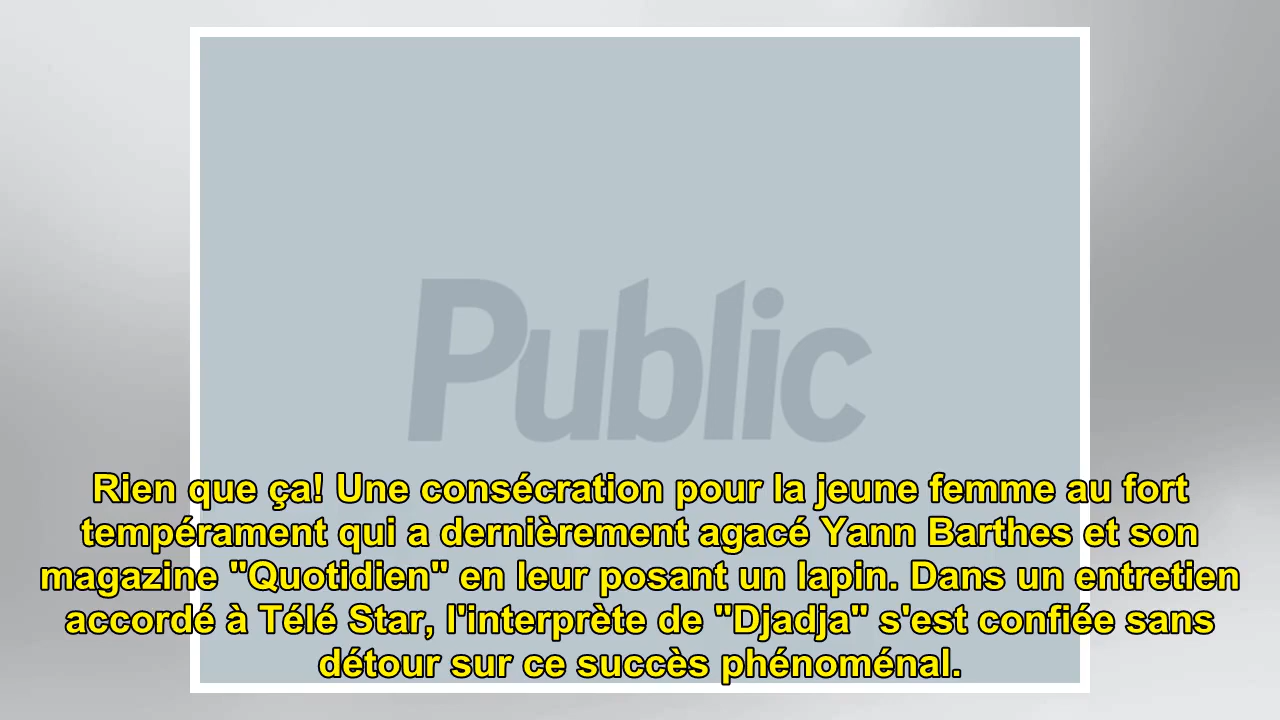 Public
Rien que ça! Une consécration pour la jeune femme au fort
tempérament qui a dernièrement agacé Yann Barthes et son
magazine "Quotidien" en leur posant un lapin. Dans un entretien
accordé à Télé Star, l'interprète de "Djadja" s'est confiée sans
détour sur ce succès phénoménal.